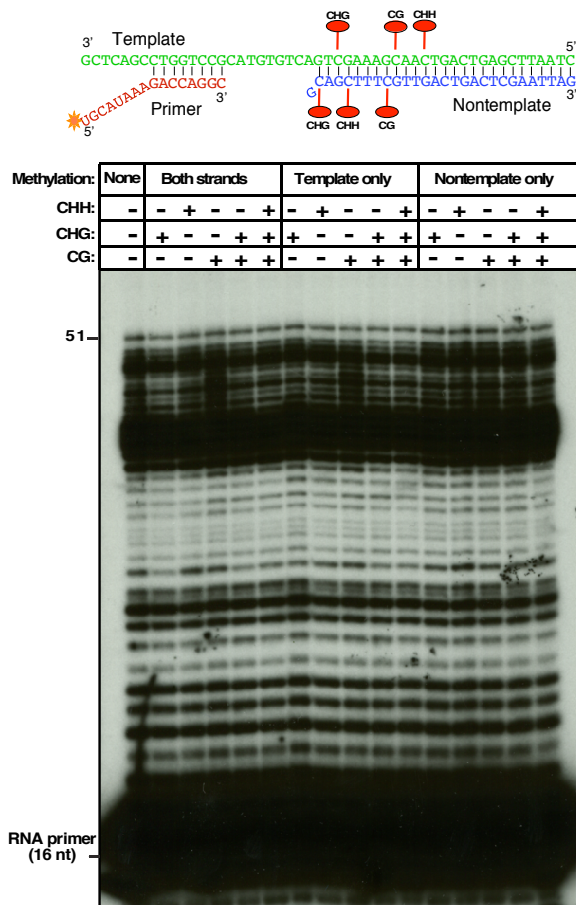 CHG CG CHH
3' Template 5'
GCTCAGCCTGGTCCGCATGTGTCAGTCGAAAGCAACTGACTGAGCTTAATC
UGCAUAAAGACCAGGC GCAGCTTTCGTTGACTGACTCGAATTAG
5' Primer 3' Nontemplate 3'
CHG CHH CG
Methylation: None Both strands Template only Nontemplate only
CHH: - - + - - + - + - - + - + - - +
CHG: - + - - + + + - - + + + - - + +
CG: - - - + + + - - + + + - - + + +
51
RNA primer
(16 nt)